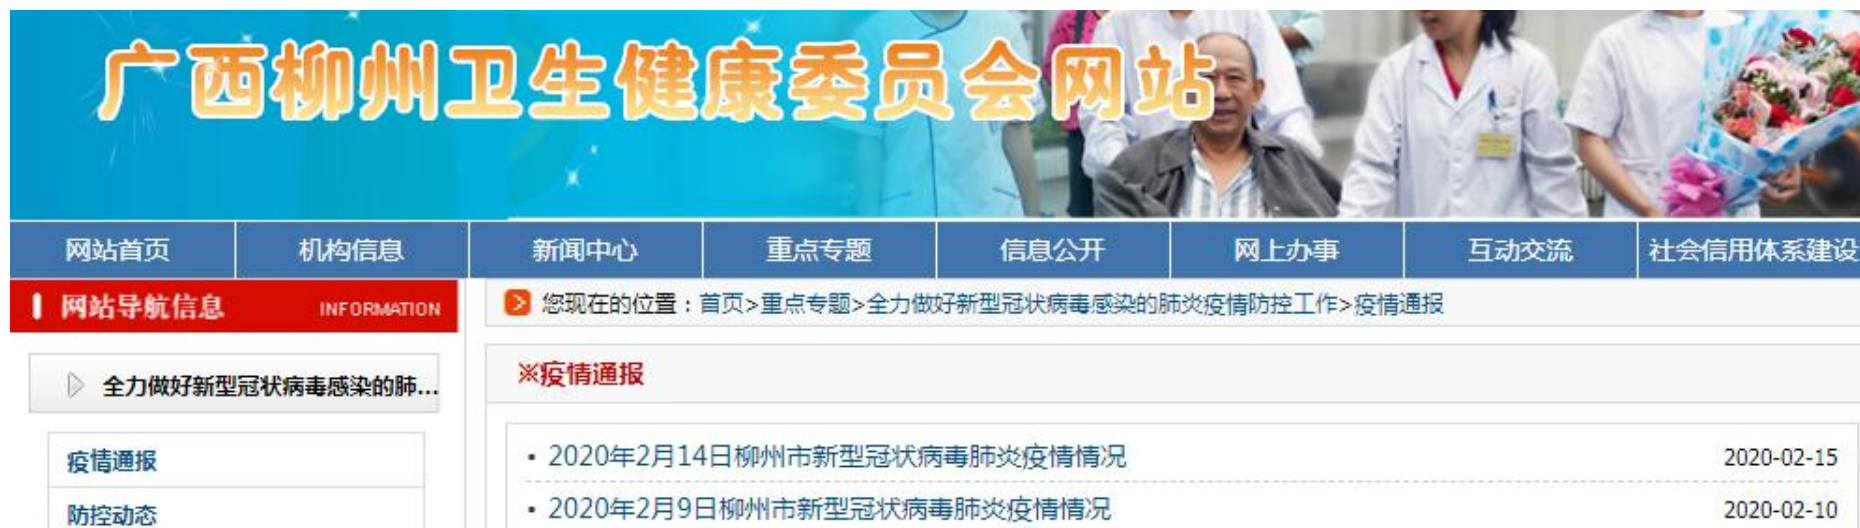 广西柳州卫生健康委员会网站
网站首页 机构信息 新闻中心 重点专题 信息公开 网上办事 互动交流 社会信用体系建设
网站导航信息 INFORMATION
您现在的位置：首页>重点专题>全力做好新型冠状病毒感染的肺炎疫情防控工作>疫情通报
全力做好新型冠状病毒感染的肺...
※疫情通报
疫情通报
防控动态
· 2020年2月14日柳州市新型冠状病毒肺炎疫情情况 2020-02-15
· 2020年2月9日柳州市新型冠状病毒肺炎疫情情况 2020-02-10